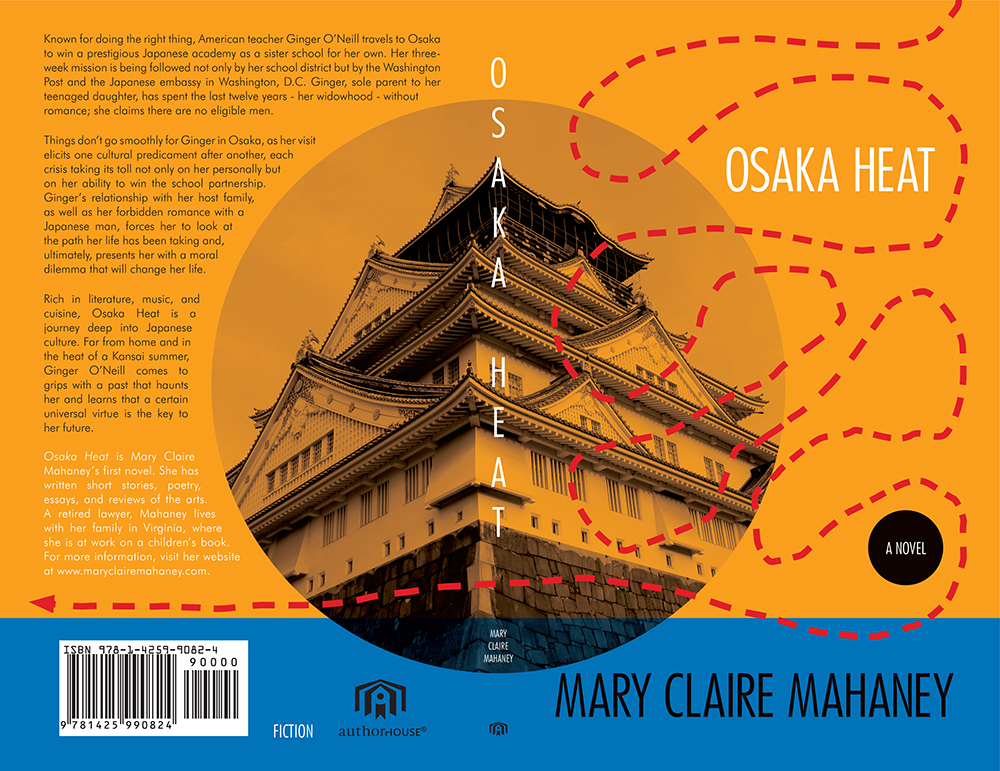 Known for doing the right thing, American teacher Ginger O’Neill travels to Osaka
to win a prestigious Japanese academy as a sister school for her own. Her three-
week mission is being followed not only by her school district but by the Washington
Post and the Japanese embassy in Washington, D.C. Ginger, sole parent to her
teenaged daughter, has spent the last twelve years - her widowhood - without
romance; she claims there are no eligible men.
Things don’t go smoothly for Ginger in Osaka, as her visit
elicits one cultural predicament after another, each
crisis taking its toll not only on her personally but
on her ability to win the school partnership.
Ginger’s relationship with her host family,
as well as her forbidden romance with a
Japanese man, forces her to look at
the path her life has been taking and,
ultimately, presents her with a moral
dilemma that will change her life.
Rich in literature, music, and
cuisine, Osaka Heat is a
journey deep into Japanese
culture. Far from home and in
the heat of a Kansai summer,
Ginger O’Neill comes to
grips with a past that haunts
her and learns that a certain
universal virtue is the key to
her future.
Osaka Heat is Mary Claire
Mahaney’s first novel. She has
written short stories, poetry,
essays, and reviews of the arts.
A retired lawyer, Mahaney lives
with her family in Virginia, where
she is at work on a children’s book.
For more information, visit her website
at www.maryclairemahaney.com.
ISBN 978-1-4259-9082-4
90000
9 781425 990824
FICTION
authorHOUSE®
OSAKA HEAT
MARY
CLAIRE
MAHANEY
OSAKA HEAT
A NOVEL
MARY CLAIRE MAHANEY